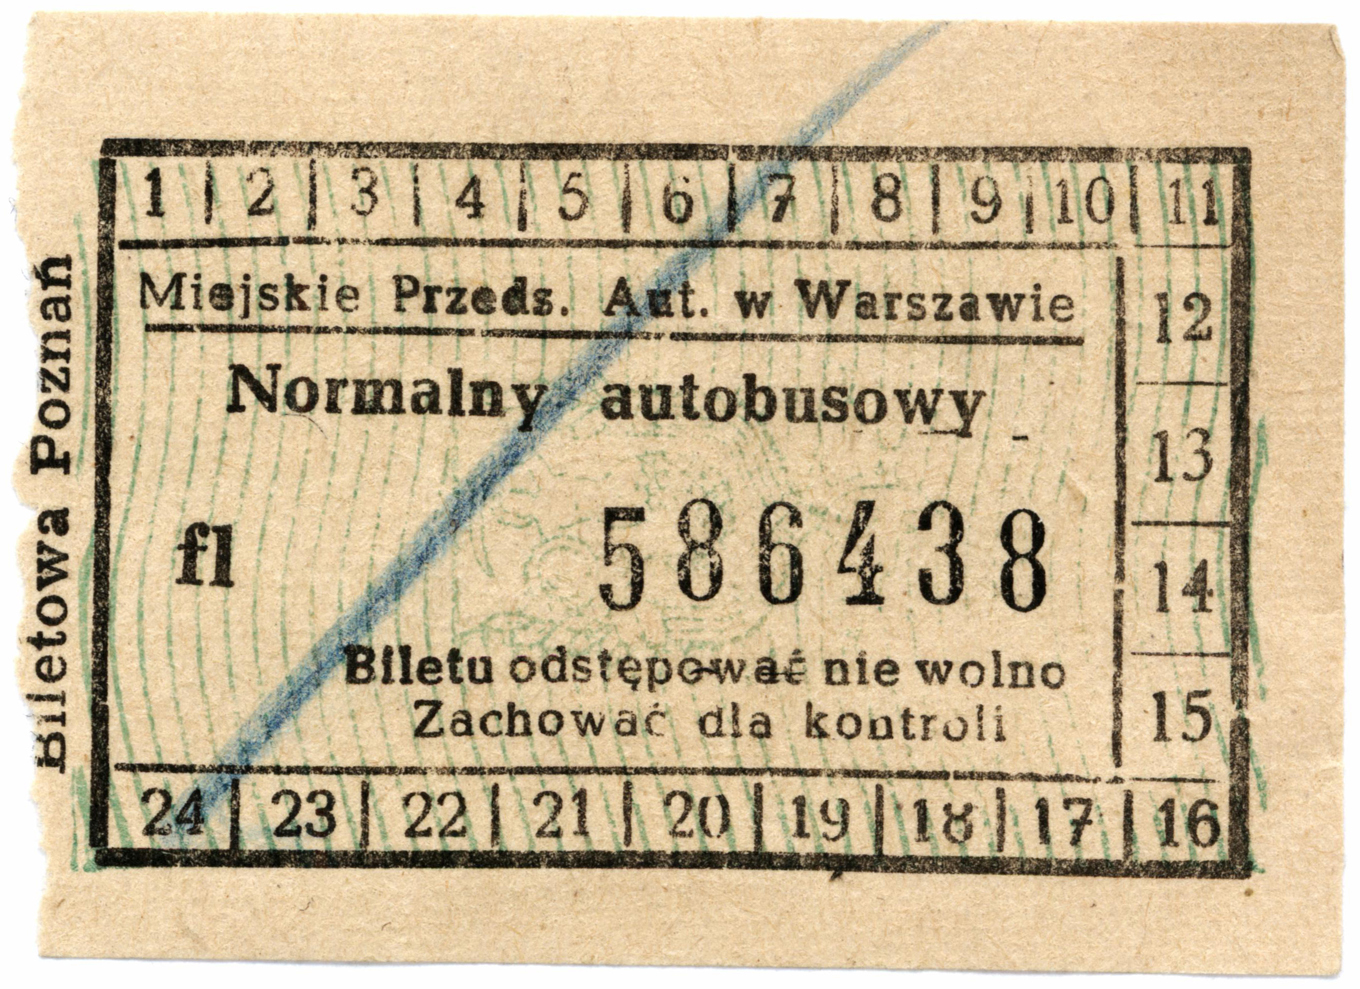 1 2 3 4 5 6 7 8 9 10 11
Miejskie Przeds. Aut. w Warszawie
Normalny autobusowy
fl 586438
Biletu odstępować nie wolno
Zachować dla kontroli
12
13
14
15
24 23 22 21 20 19 18 17 16
Biletowa Poznań